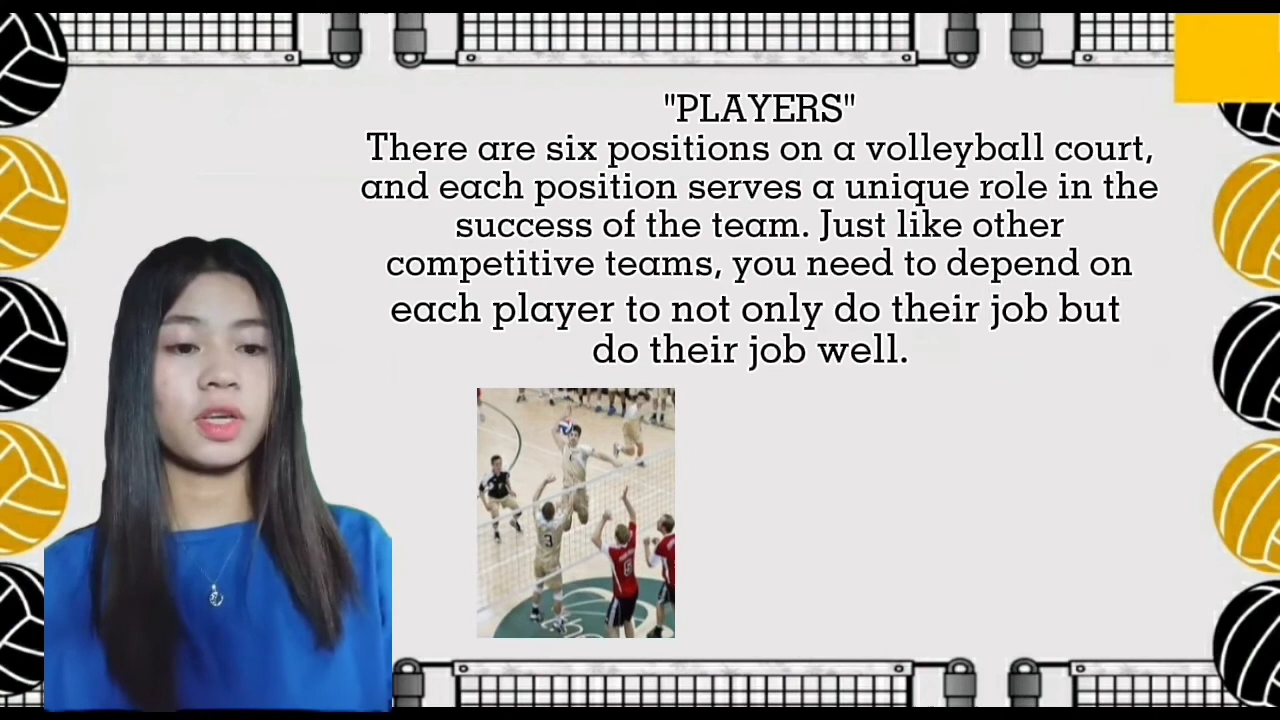 "PLAYERS"
There are six positions on a volleyball court,
and each position serves a unique role in the
success of the team. Just like other
competitive teams, you need to depend on
each player to not only do their job but
do their job well.
3